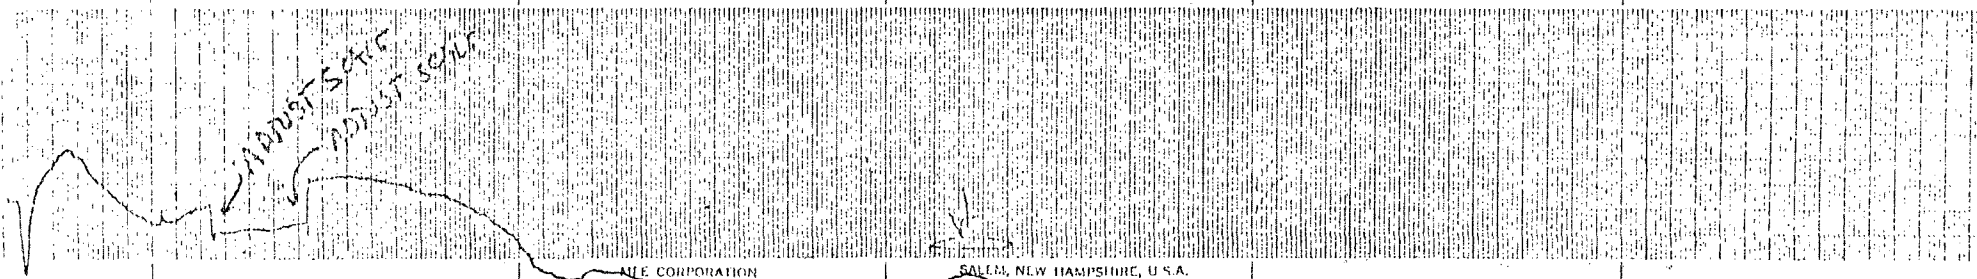 ADJUST SCALE
ADJUST SCALE
MFE CORPORATION
SALEM, NEW HAMPSHIRE, U.S.A.